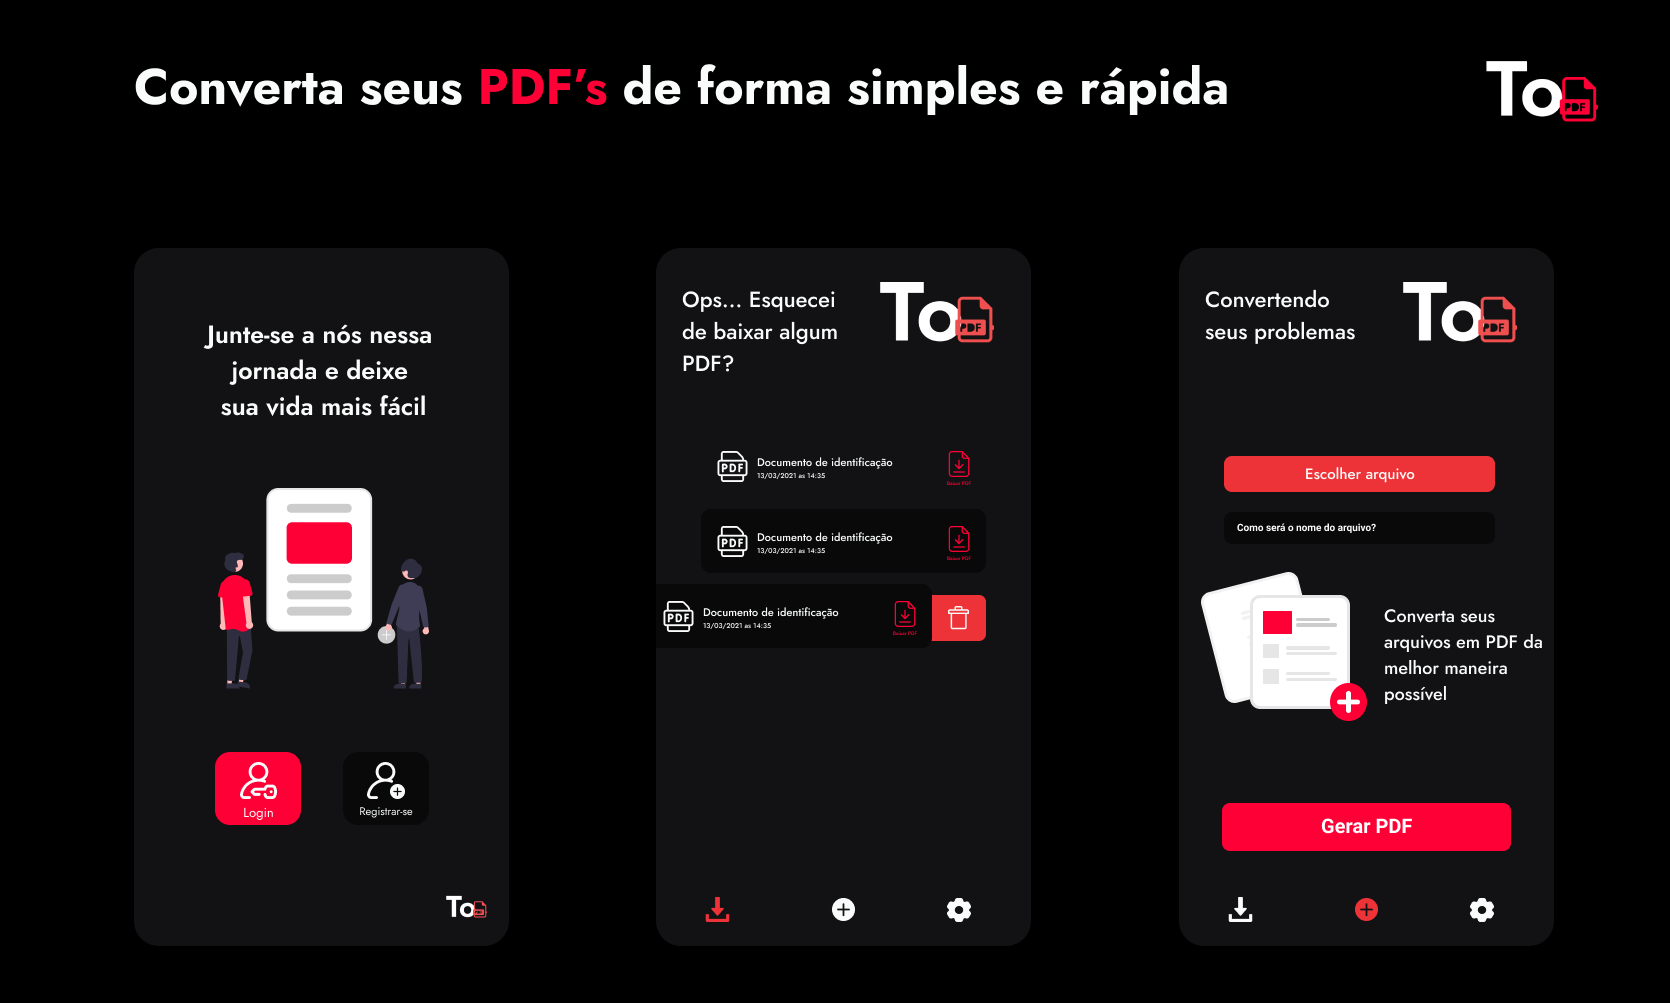 Converta seus PDF's de forma simples e rápida
To
PDF
Junte-se a nós nessa
jornada e deixe
sua vida mais fácil
Login
Registrar-se
To
PDF
Ops... Esquecei
de baixar algum
PDF?
To
PDF
PDF
Documento de identificação
13/03/2021 as 14:35
Baixar PDF
PDF
Documento de identificação
13/03/2021 as 14:35
Baixar PDF
PDF
Documento de identificação
13/03/2021 as 14:35
Baixar PDF
Convertendo
seus problemas
To
PDF
Escolher arquivo
Como será o nome do arquivo?
Converta seus
arquivos em PDF da
melhor maneira
possível
Gerar PDF